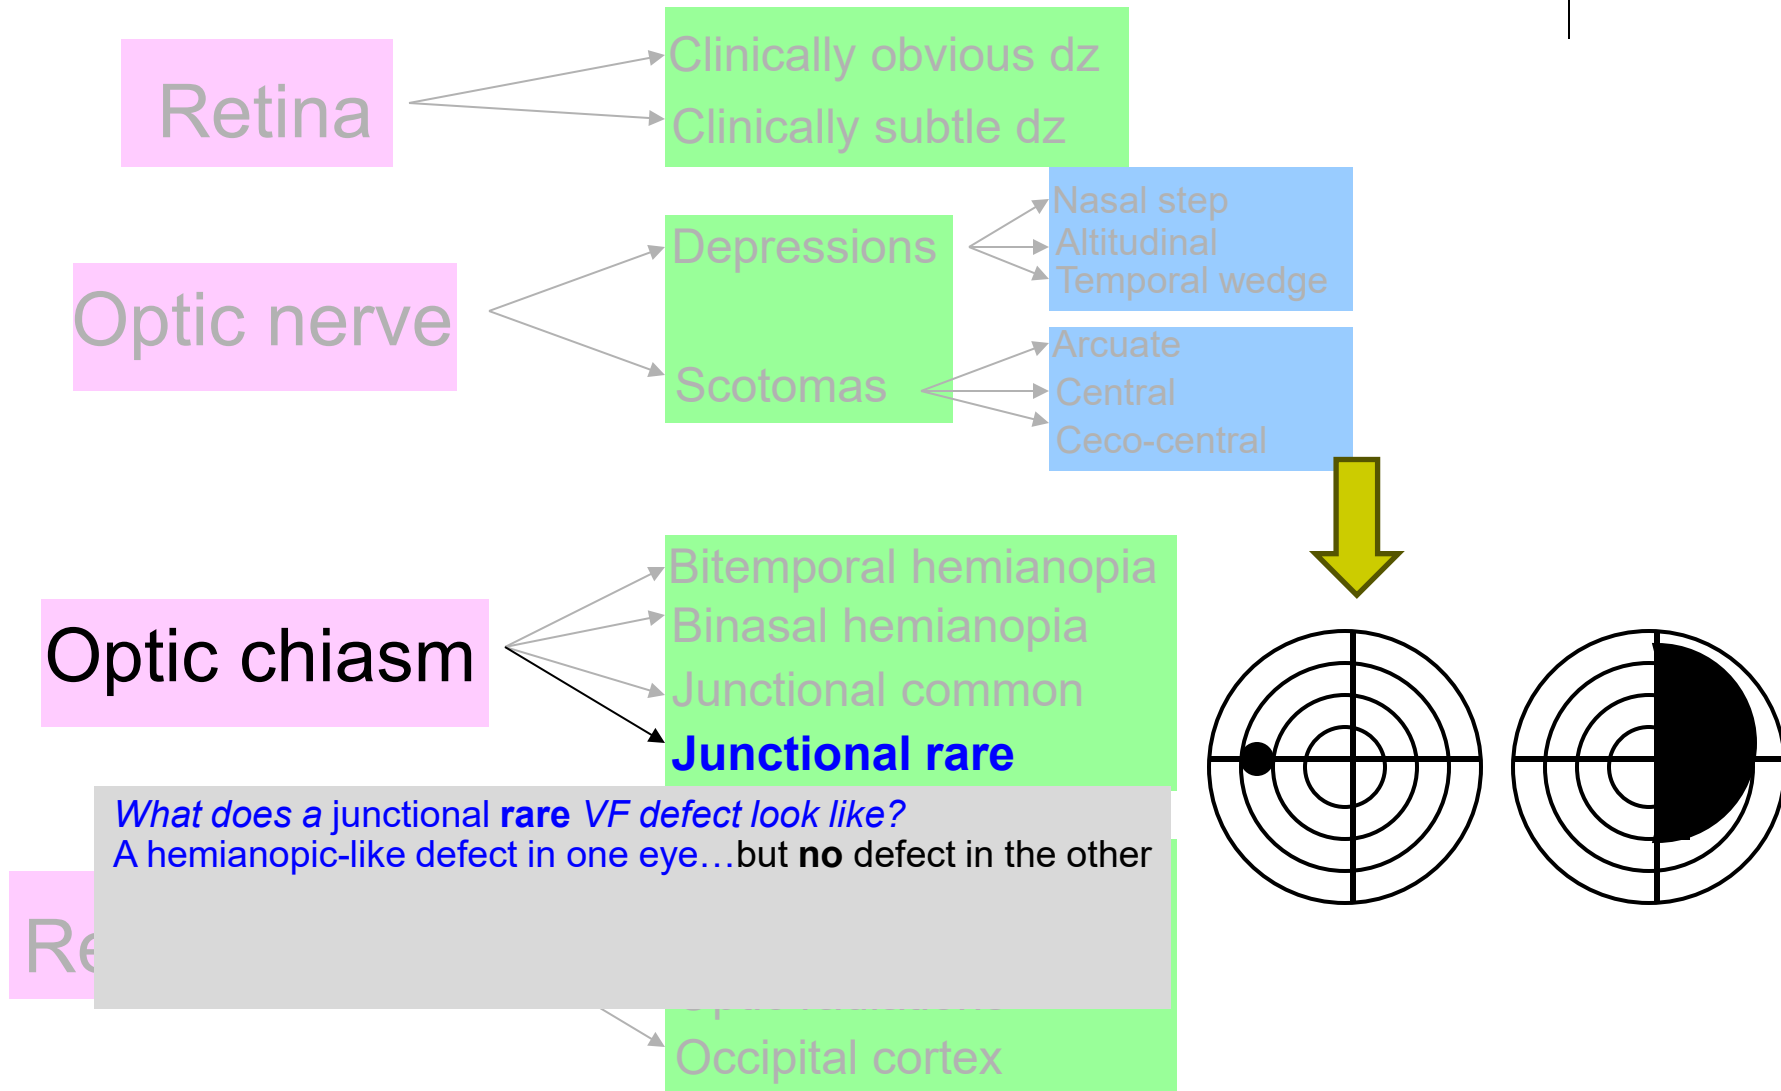 Retina
Clinically obvious dz
Clinically subtle dz
Optic nerve
Depressions
Nasal step
Altitudinal
Temporal wedge
Scotomas
Arcuate
Central
Ceco-central
Optic chiasm
Bitemporal hemianopia
Binasal hemianopia
Junctional common
Junctional rare
What does a junctional rare VF defect look like?
A hemianopic-like defect in one eye…but no defect in the other
Re
Occipital cortex